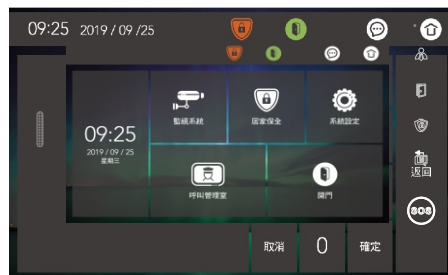 09:25 2019 / 09 /25
監視系統
居家保全
系統設定
09:25
2019 / 09 / 25
星期三
呼叫管理室
開門
返回
SOS
取消 0 確定